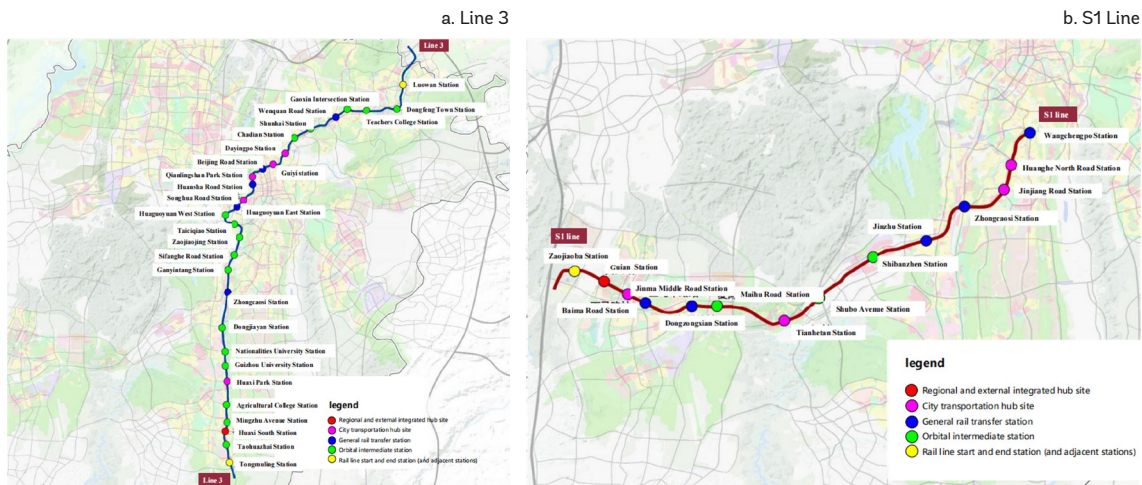 a. Line 3
Line 3
Luowan Station
Gaoxin Intersection Station
Wenquan Road Station
Dongfeng Town Station
Shunhai Station
Teachers College Station
Chadian Station
Dayingpo Station
Beijing Road Station
Guiyi station
Qianlingshan Park Station
Huansha Road Station
Songhua Road Station
Huaguoyuan West Station
Huaguoyuan East Station
Taiciqiao Station
Zaojiaojing Station
Sifanghe Road Station
Ganyintang Station
Zhongcaosi Station
Dongjiayan Station
Nationalities University Station
Guizhou University Station
Huaxi Park Station
Agricultural College Station
Mingzhu Avenue Station
Huaxi South Station
Taohuazhai Station
Tongmuling Station
Line 3
legend
Regional and external integrated hub site
City transportation hub site
General rail transfer station
Orbital intermediate station
Rail line start and end station (and adjacent stations)
b. S1 Line
S1 line
Wangchengpo Station
Huanghe North Road Station
Jinjiang Road Station
Zhongcaosi Station
Jinzhu Station
Shibanzhen Station
S1 line
Zaojiaoba Station
Guian Station
Jinma Middle Road Station
Maihu Road Station
Baima Road Station
Dongzongxian Station
Shubo Avenue Station
Tianhetan Station
legend
Regional and external integrated hub site
City transportation hub site
General rail transfer station
Orbital intermediate station
Rail line start and end station (and adjacent stations)